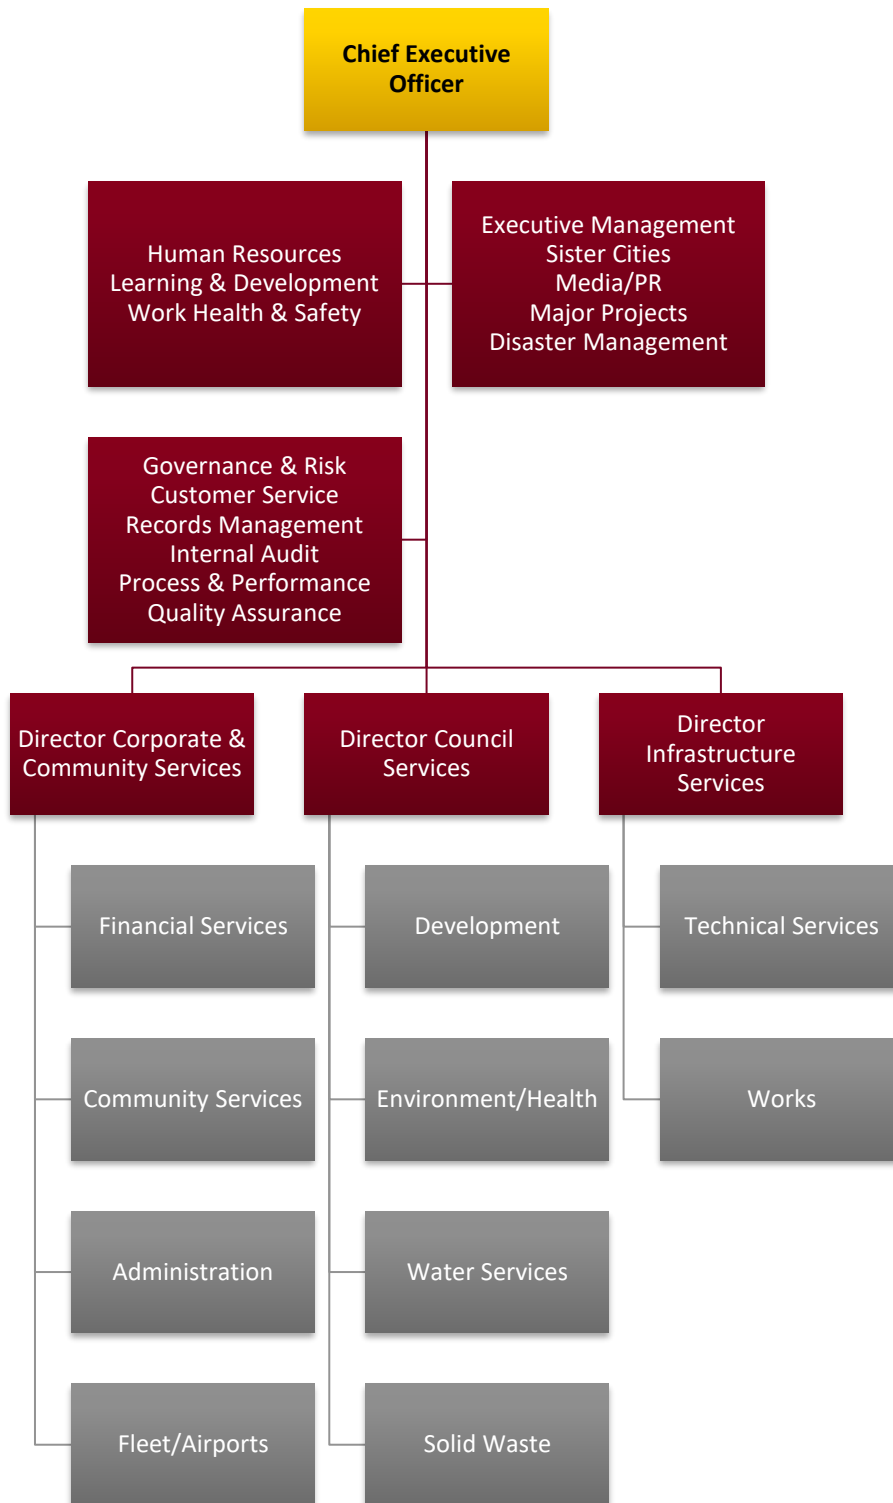 Chief Executive
Officer
Human Resources
Learning & Development
Work Health & Safety
Executive Management
Sister Cities
Media/PR
Major Projects
Disaster Management
Governance & Risk
Customer Service
Records Management
Internal Audit
Process & Performance
Quality Assurance
Director Corporate &
Community Services
Director Council
Services
Director
Infrastructure
Services
Financial Services
Development
Technical Services
Community Services
Environment/Health
Works
Administration
Water Services
Fleet/Airports
Solid Waste